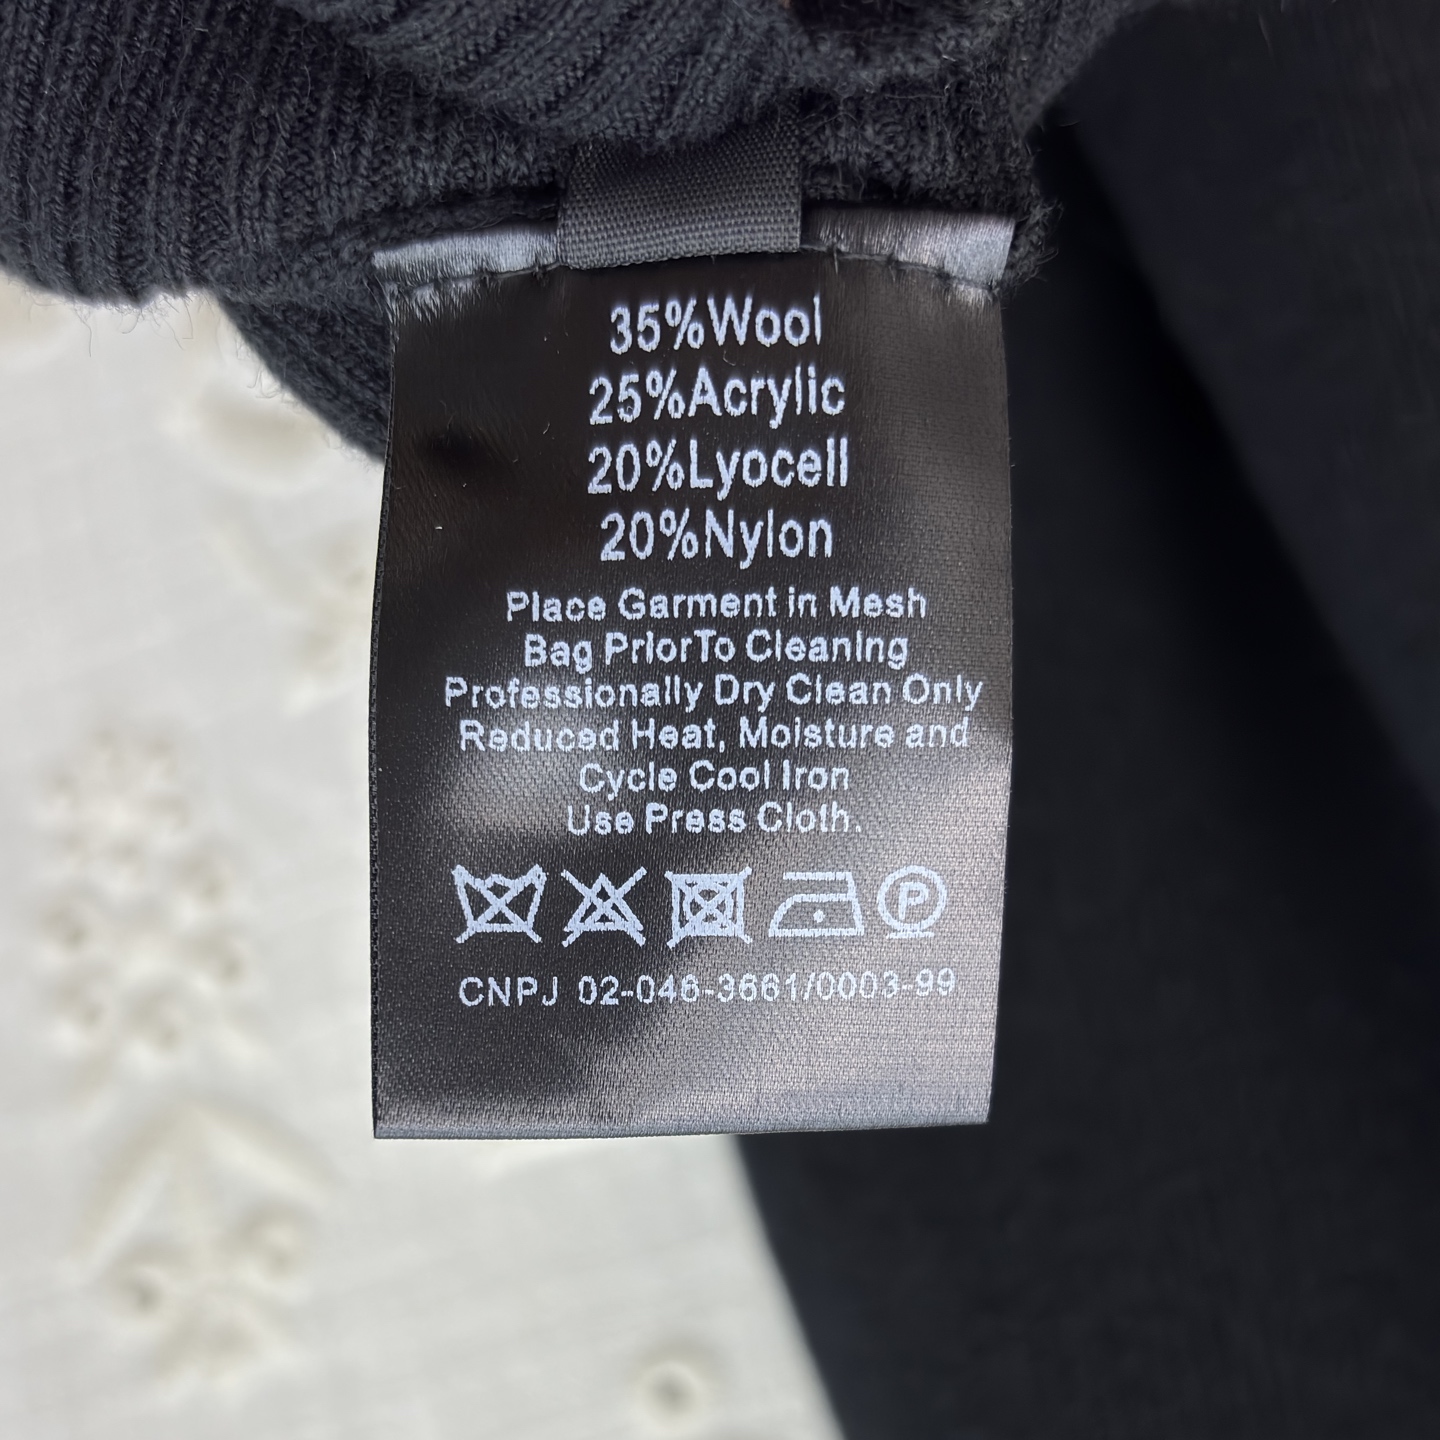 35%Wool
25%Acrylic
20%Lyocell
20%Nylon
Place Garment in Mesh
Bag PriorTo Cleaning
Professionally Dry Clean Only
Reduced Heat, Moisture and
Cycle Cool Iron
Use Press Cloth.
P
CNPJ 02-046-3661/0003-99